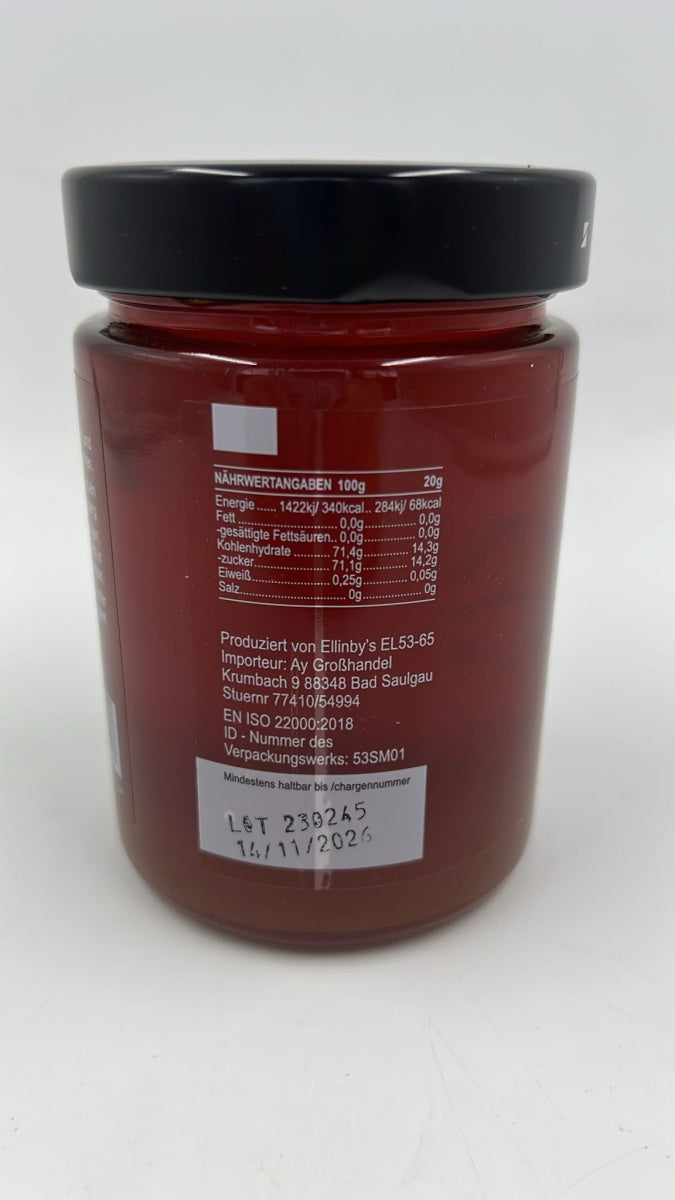 NÄHRWERTANGABEN 100g 20g
Energie ...... 1422kj/ 340kcal.. 284kj/ 68kcal
Fett ........................ 0,0g.............. 0,0g
-gesättigte Fettsäuren.. 0,0g.............. 0,0g
Kohlenhydrate .......... 71,4g.............. 14,3g
-zucker...................... 71,1g.............. 14,2g
Eiweiß...................... 0,25g.............. 0,05g
Salz........................... 0g................. 0g
Produziert von Ellinby's EL53-65
Importeur: Ay Großhandel
Krumbach 9 88348 Bad Saulgau
Stuernr 77410/54994
EN ISO 22000:2018
ID - Nummer des
Verpackungswerks: 53SM01
Mindestens haltbar bis /chargennummer
LOT 230245
14/11/2026